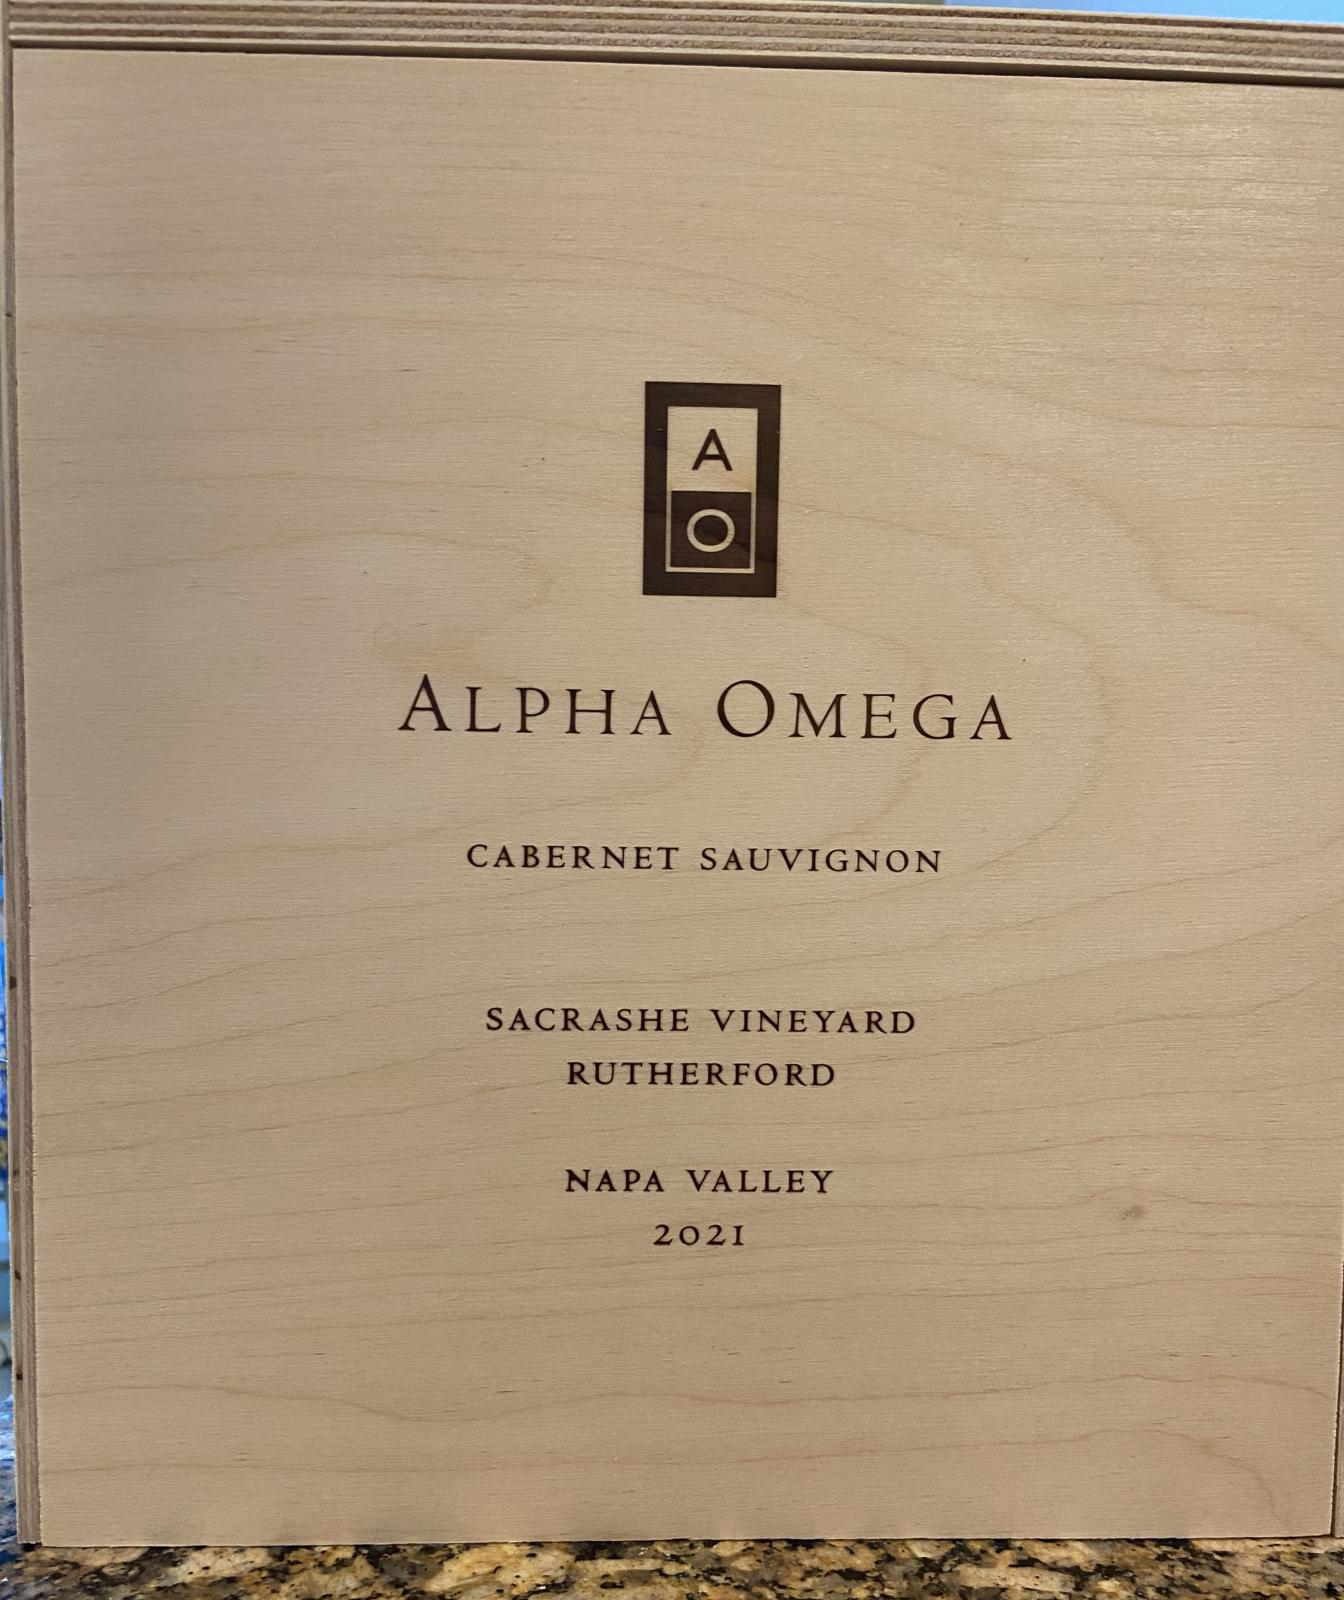 A
O
ALPHA OMEGA
CABERNET SAUVIGNON
SACRASHE VINEYARD
RUTHERFORD
NAPA VALLEY
2021